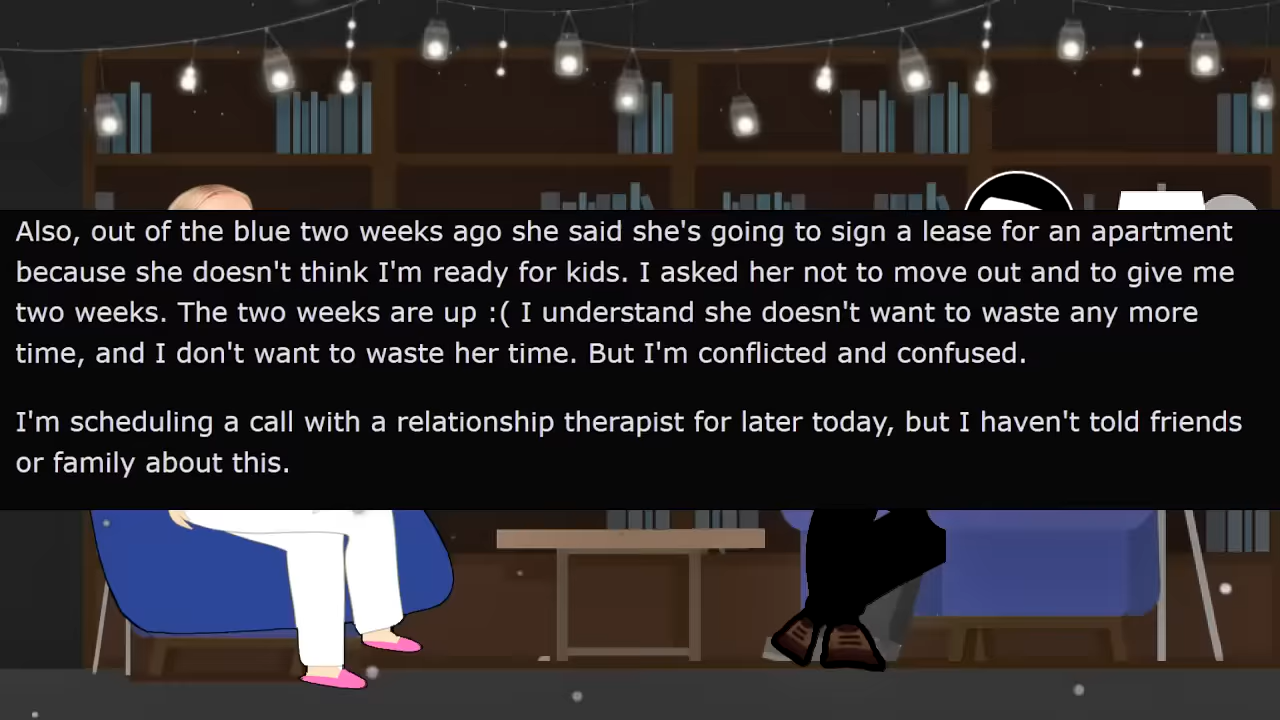 Also, out of the blue two weeks ago she said she's going to sign a lease for an apartment
because she doesn't think I'm ready for kids. I asked her not to move out and to give me
two weeks. The two weeks are up :( I understand she doesn't want to waste any more
time, and I don't want to waste her time. But I'm conflicted and confused.
I'm scheduling a call with a relationship therapist for later today, but I haven't told friends
or family about this.